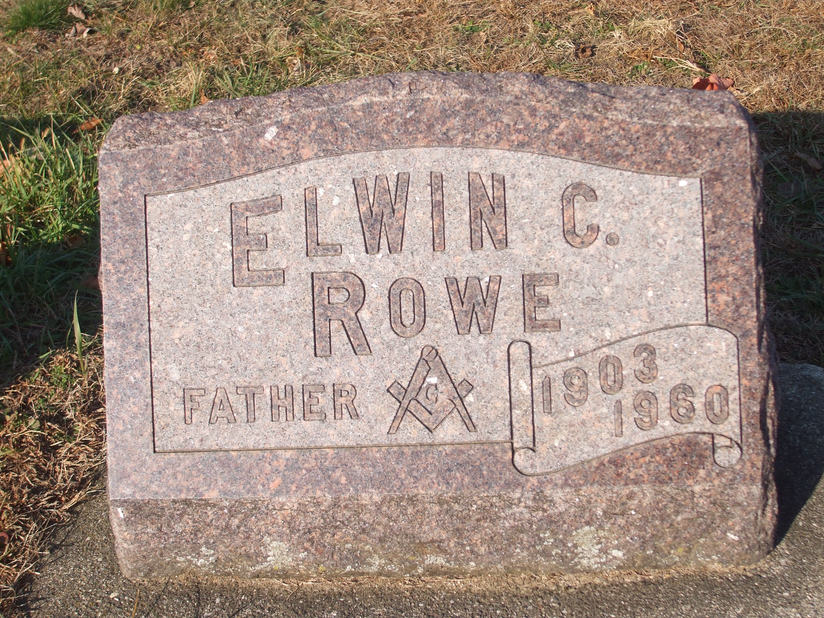 ELWIN C.
ROWE
FATHER G
1903
1960